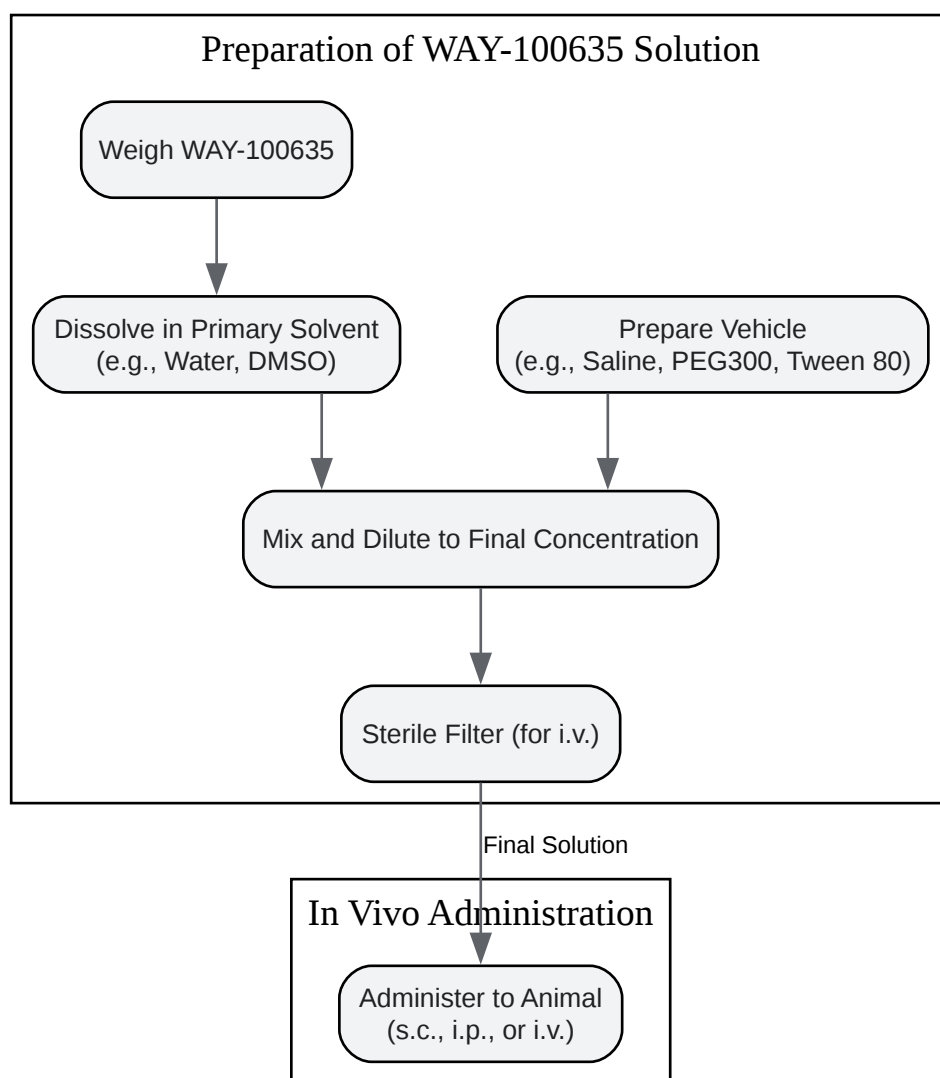 Preparation of WAY-100635 Solution
Weigh WAY-100635
Dissolve in Primary Solvent
(e.g., Water, DMSO)
Prepare Vehicle
(e.g., Saline, PEG300, Tween 80)
Mix and Dilute to Final Concentration
Sterile Filter (for i.v.)
Final Solution
In Vivo Administration
Administer to Animal
(s.c., i.p., or i.v.)